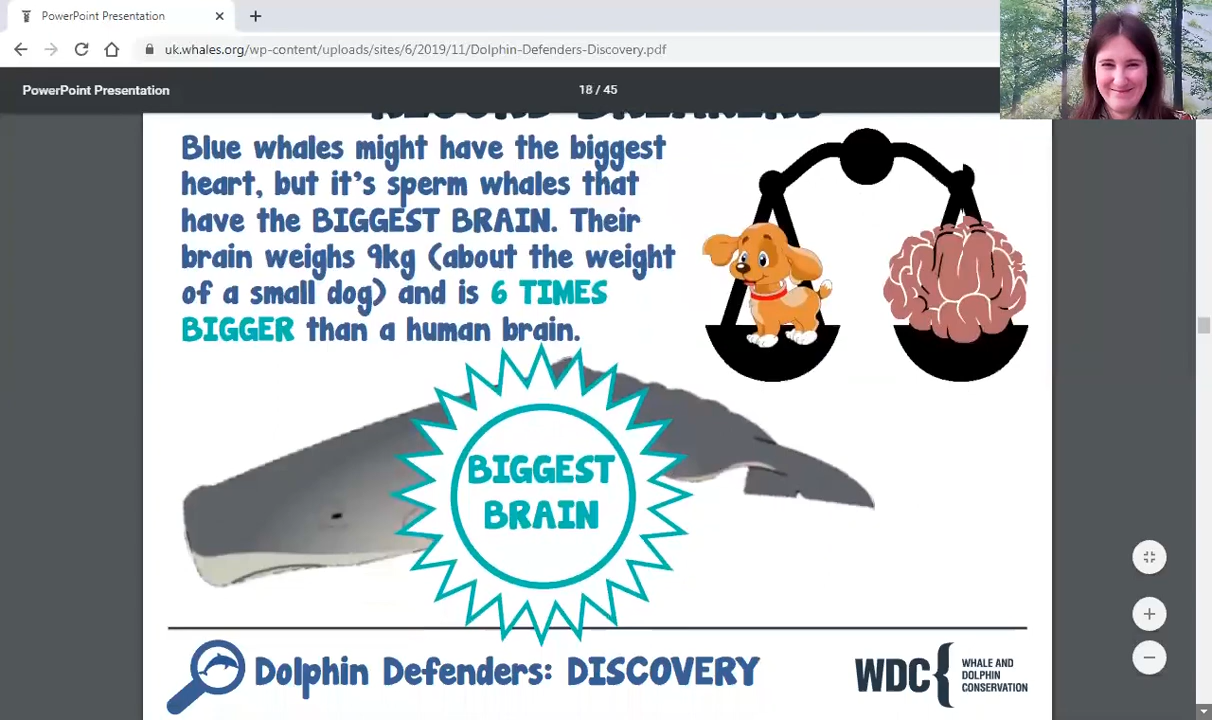 PowerPoint Presentation
uk.whales.org/wp-content/uploads/sites/6/2019/11/Dolphin-Defenders-Discovery.pdf
PowerPoint Presentation
18 / 45
RECORD BREAKERS
Blue whales might have the biggest
heart, but it's sperm whales that
have the BIGGEST BRAIN. Their
brain weighs 9kg (about the weight
of a small dog) and is 6 TIMES
BIGGER than a human brain.
BIGGEST
BRAIN
Dolphin Defenders: DISCOVERY
WDC
WHALE AND
DOLPHIN
CONSERVATION